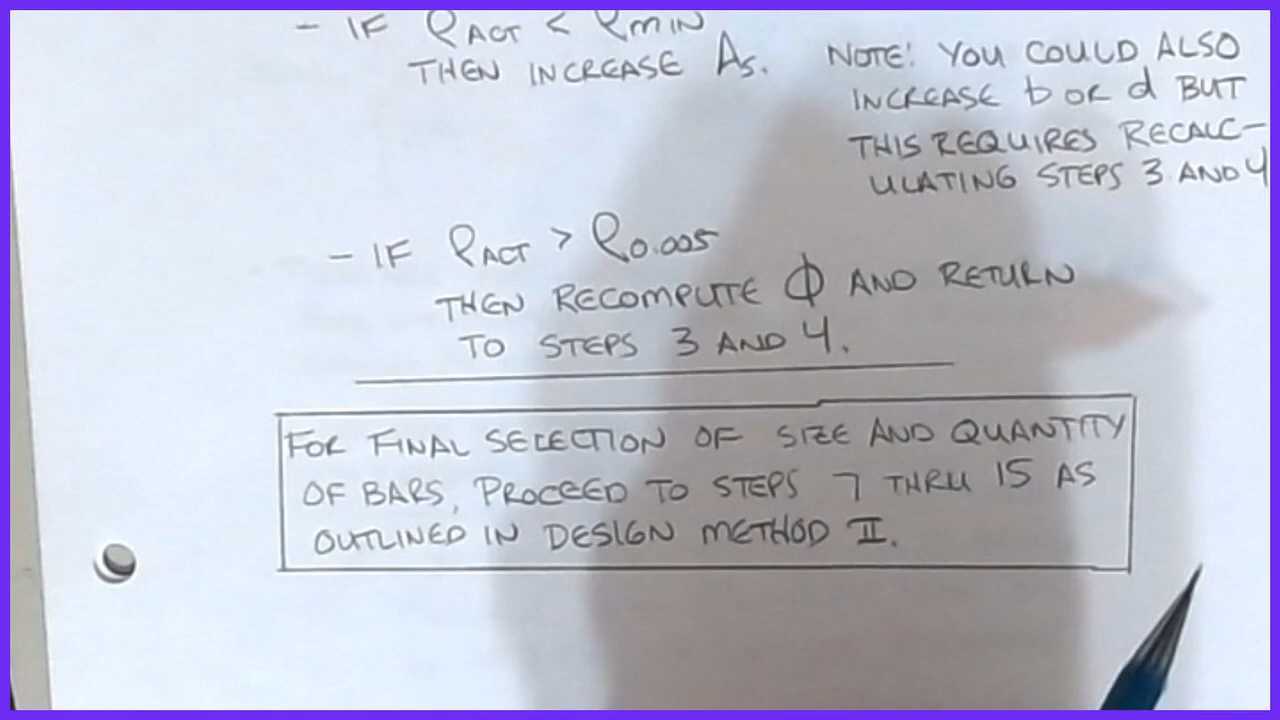 - IF ρACT < ρMIN
THEN INCREASE As.
NOTE: YOU COULD ALSO
INCREASE b OR d BUT
THIS REQUIRES RECALC-
ULATING STEPS 3 AND 4
- IF ρACT > ρ0.005
THEN RECOMPUTE ϕ AND RETURN
TO STEPS 3 AND 4.
FOR FINAL SELECTION OF SIZE AND QUANTITY
OF BARS, PROCEED TO STEPS 7 THRU 15 AS
OUTLINED IN DESIGN METHOD II.